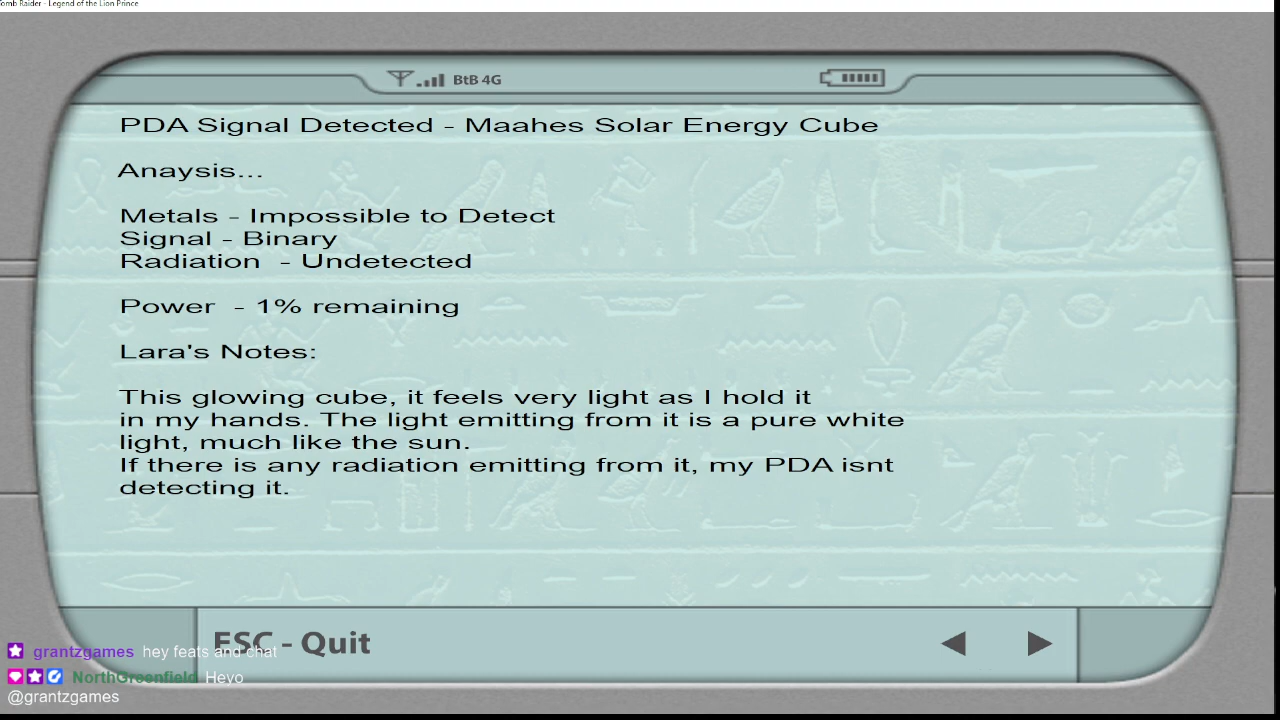 Tomb Raider - Legend of the Lion Prince
BtB 4G
PDA Signal Detected - Maahes Solar Energy Cube
Anaysis...
Metals - Impossible to Detect
Signal - Binary
Radiation - Undetected
Power - 1% remaining
Lara's Notes:
This glowing cube, it feels very light as I hold it
in my hands. The light emitting from it is a pure white
light, much like the sun.
If there is any radiation emitting from it, my PDA isnt
detecting it.
ESC - Quit
grantzgames hey feats and chat
NorthGreenfield Heyo
@grantzgames